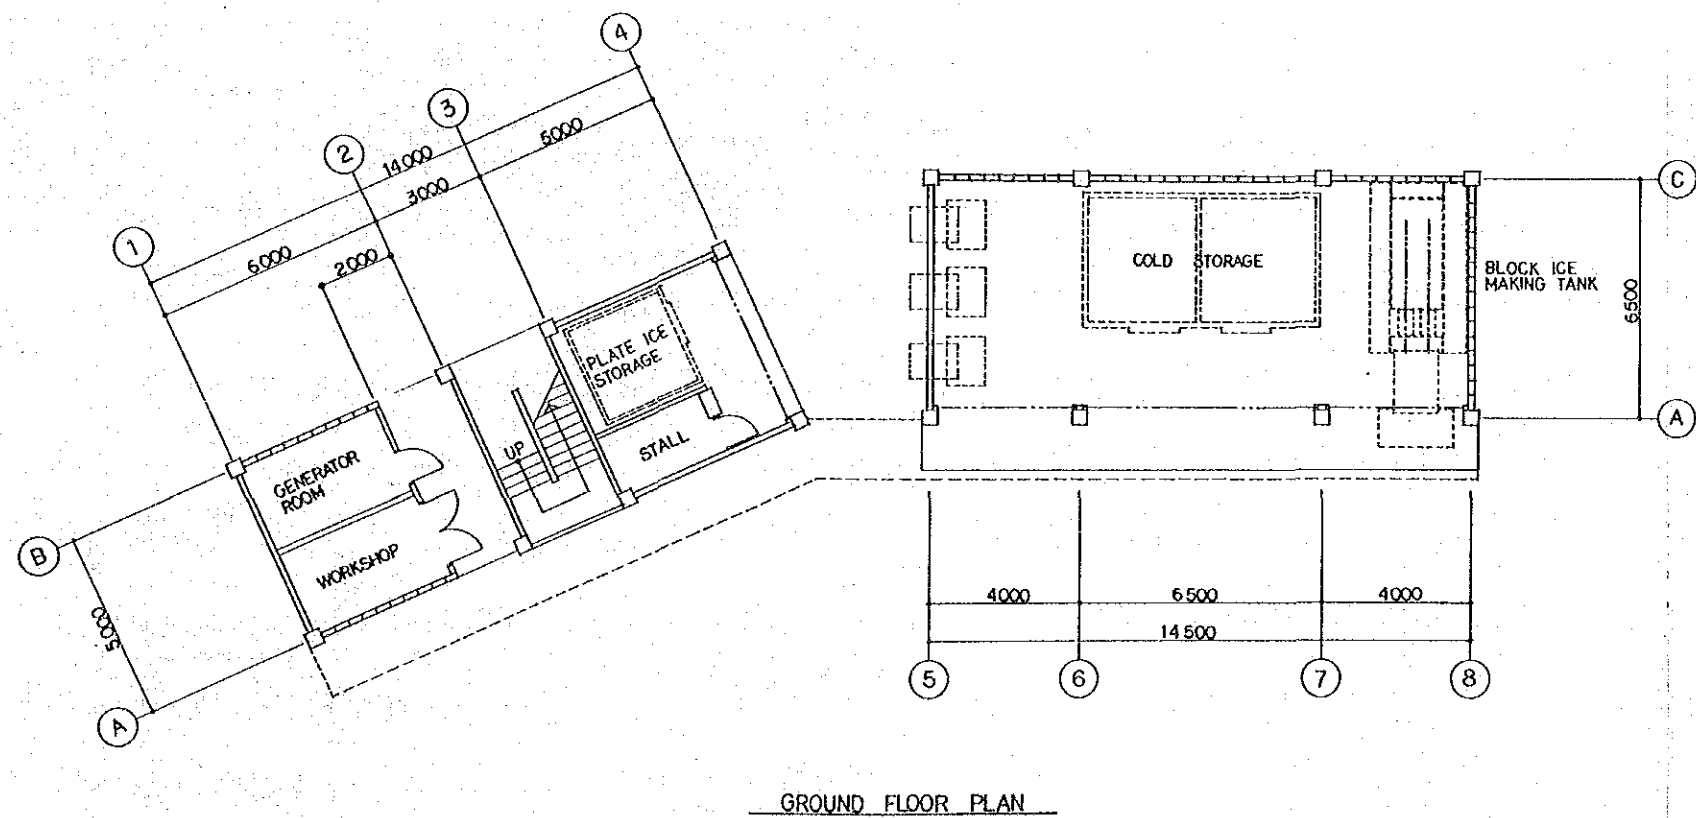 4
3
2
1
14000
5000
3000
6000
2000
C
COLD STORAGE
BLOCK ICE
MAKING TANK
6500
PLATE ICE
STORAGE
A
UP
STALL
GENERATOR
ROOM
WORKSHOP
B
5000
A
4000
6500
4000
14500
5
6
7
8
GROUND FLOOR PLAN